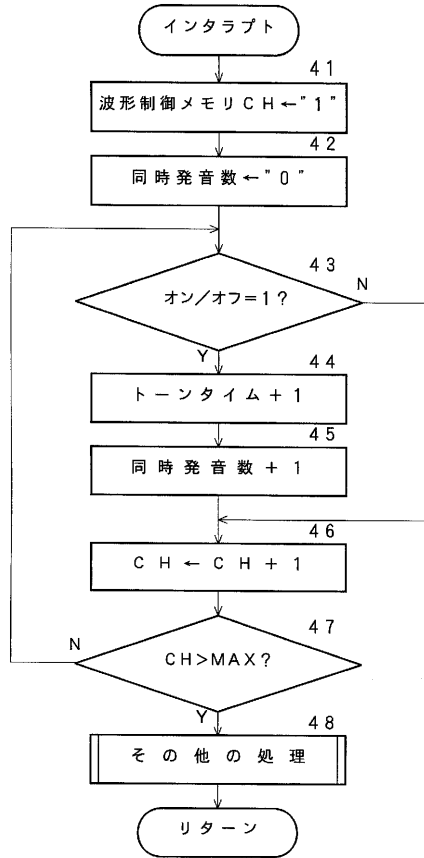 インタラプト
41
波形制御メモリCH←"1"
42
同時発音数←"0"
43
オン/オフ=1?
N
Y
44
トーンタイム+1
45
同時発音数+1
46
CH←CH+1
47
N
CH>MAX?
Y
48
その他の処理
リターン